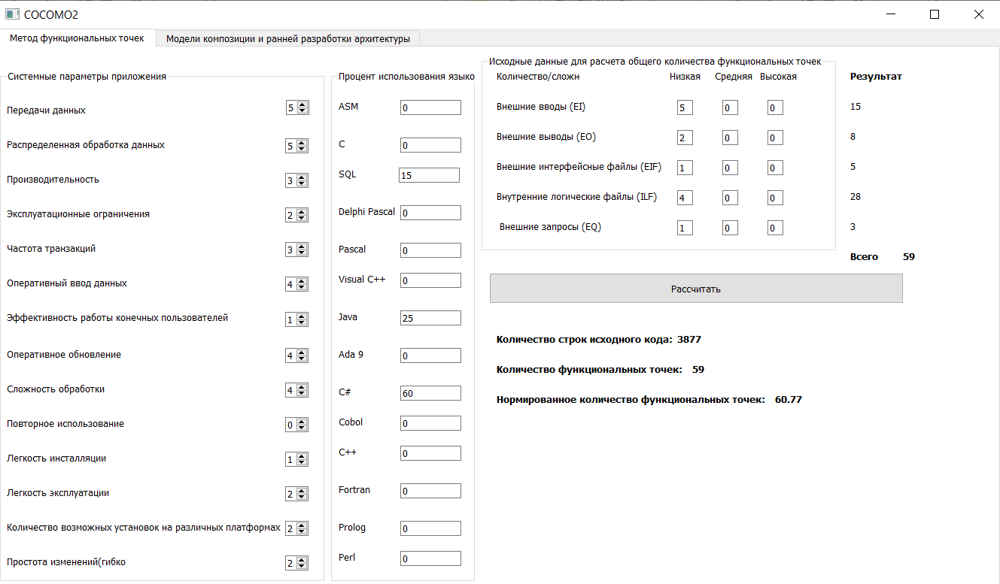 COCOMO2
Метод функциональных точек
Модели композиции и ранней разработки архитектуры
Системные параметры приложения
Передачи данных 5
Распределенная обработка данных 5
Производительность 3
Эксплуатационные ограничения 2
Частота транзакций 3
Оперативный ввод данных 4
Эффективность работы конечных пользователей 1
Оперативное обновление 4
Сложность обработки 4
Повторное использование 0
Легкость инсталляции 1
Легкость эксплуатации 2
Количество возможных установок на различных платформах 2
Простота изменений(гибко 2
Процент использования языко
ASM 0
C 0
SQL 15
Delphi Pascal 0
Pascal 0
Visual C++ 0
Java 25
Ada 9 0
C# 60
Cobol 0
C++ 0
Fortran 0
Prolog 0
Perl 0
Исходные данные для расчета общего количества функциональных точек
Количество/сложн Низкая Средняя Высокая Результат
Внешние вводы (EI) 5 0 0 15
Внешние выводы (EO) 2 0 0 8
Внешние интерфейсные файлы (EIF) 1 0 0 5
Внутренние логические файлы (ILF) 4 0 0 28
Внешние запросы (EQ) 1 0 0 3
Всего 59
Рассчитать
Количество строк исходного кода: 3877
Количество функциональных точек: 59
Нормированное количество функциональных точек: 60.77